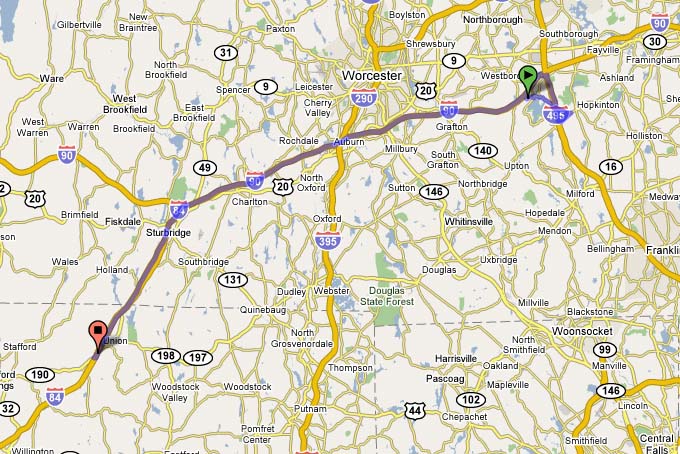 Gilbertville
New
Braintree
Paxton
Boylston
Northborough
Southborough
90
Fayville
30
Framingham
31
Shrewsbury
9
Westboro
Ashland
Ware
North
Brookfield
Worcester
Leicester
9
Spencer
Cherry
Valley
290
20
Hopkinton
West
Brookfield
East
Brookfield
90
Grafton
495
West
Warren
Warren
Rochdale
Auburn
Millbury
Holliston
90
49
South
Grafton
140
Upton
16
90
20
North
Oxford
Northbridge
Charlton
Sutton
146
Milford
Medway
20
Brimfield
Fiskdale
84
Oxford
Whitinsville
Hopedale
Mendon
Sturbridge
395
Bellingham
Franklin
Wales
Holland
Southbridge
131
Douglas
Uxbridge
Dudley
Webster
Douglas
State Forest
Millville
Blackstone
Quinebaug
Woonsocket
North
Smithfield
North
Grosvenordale
Stafford
Union
198
197
Harrisville
Oakland
99
Manville
190
Thompson
Pascoag
Mapleville
146
Woodstock
Valley
Woodstock
84
32
Putnam
44
102
Chepachet
Lincoln
Pomfret
Center
Smithfield
Central
Falls
Willington